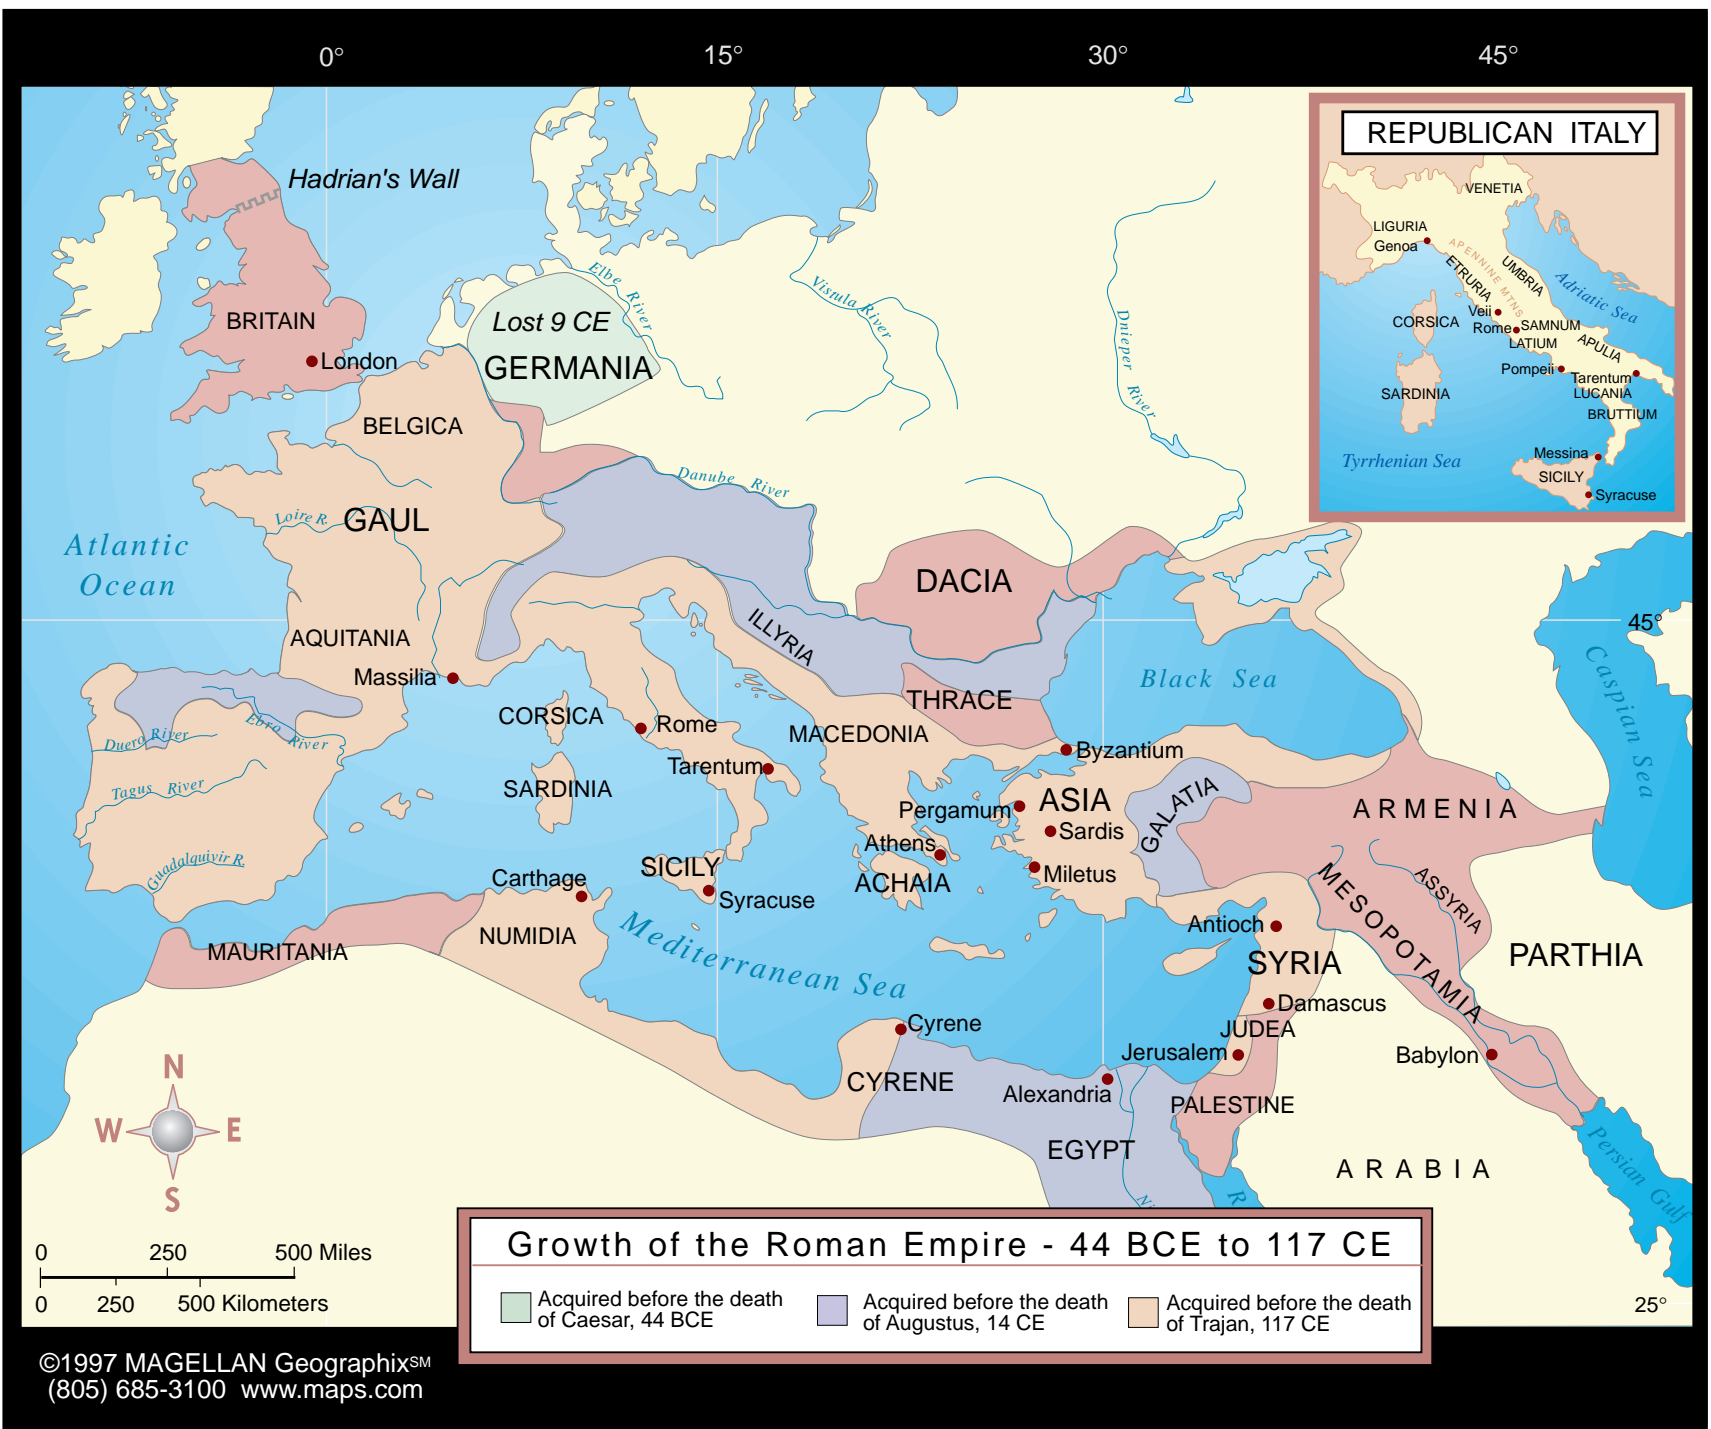 0° 15° 30° 45°
Hadrian's Wall
BRITAIN
London
Lost 9 CE
GERMANIA
Elbe River
Vistula River
Dnieper River
Danube River
BELGICA
Loire R.
GAUL
Atlantic
Ocean
AQUITANIA
Massilia
DACIA
ILLYRIA
THRACE
Black Sea
Caspian Sea
45°
Duero River
Ebro River
Tagus River
Guadalquivir R.
CORSICA
Rome
SARDINIA
Tarentum
MACEDONIA
Byzantium
Pergamum
ASIA
Sardis
GALATIA
ARMENIA
Athens
ACHAIA
Miletus
SICILY
Syracuse
Carthage
NUMIDIA
MAURITANIA
Mediterranean Sea
Antioch
SYRIA
MESOPOTAMIA
ASSYRIA
PARTHIA
Damascus
JUDEA
Jerusalem
Babylon
Cyrene
CYRENE
Alexandria
PALESTINE
EGYPT
Ni
R
ARABIA
Persian Gulf
25°
N
W E
S
0 250 500 Miles
0 250 500 Kilometers
REPUBLICAN ITALY
VENETIA
LIGURIA
Genoa
APENNINE MTNS
ETRURIA
UMBRIA
Adriatic Sea
Veii
CORSICA
Rome
SAMNUM
LATIUM
APULIA
Pompeii
Tarentum
SARDINIA
LUCANIA
BRUTTIUM
Tyrrhenian Sea
Messina
SICILY
Syracuse
Growth of the Roman Empire - 44 BCE to 117 CE
Acquired before the death
of Caesar, 44 BCE
Acquired before the death
of Augustus, 14 CE
Acquired before the death
of Trajan, 117 CE
©1997 MAGELLAN Geographix℠
(805) 685-3100 www.maps.com